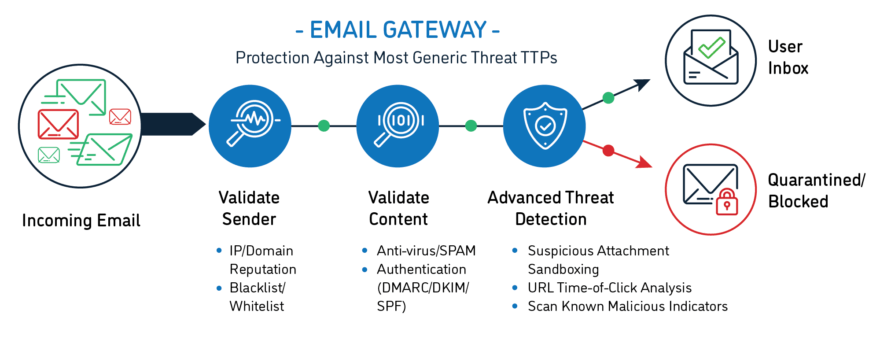 - EMAIL GATEWAY -
Protection Against Most Generic Threat TTPs
Incoming Email
Validate
Sender
• IP/Domain
Reputation
• Blacklist/
Whitelist
101
Validate
Content
• Anti-virus/SPAM
• Authentication
(DMARC/DKIM/
SPF)
Advanced Threat
Detection
• Suspicious Attachment
Sandboxing
• URL Time-of-Click Analysis
• Scan Known Malicious Indicators
User
Inbox
Quarantined/
Blocked